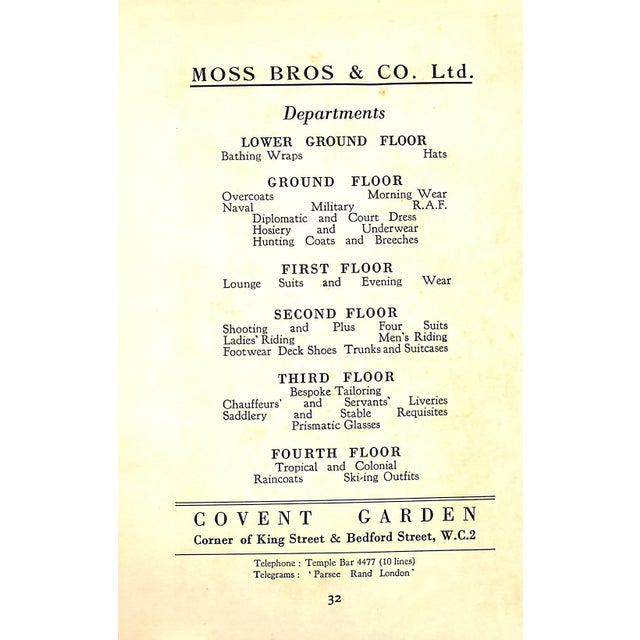 MOSS BROS & CO. Ltd.
Departments
LOWER GROUND FLOOR
Bathing Wraps Hats
GROUND FLOOR
Overcoats Morning Wear
Naval Military R.A.F.
Diplomatic and Court Dress
Hosiery and Underwear
Hunting Coats and Breeches
FIRST FLOOR
Lounge Suits and Evening Wear
SECOND FLOOR
Shooting and Plus Four Suits
Ladies' Riding Men's Riding
Footwear Deck Shoes Trunks and Suitcases
THIRD FLOOR
Bespoke Tailoring
Chauffeurs' and Servants' Liveries
Saddlery and Stable Requisites
Prismatic Glasses
FOURTH FLOOR
Tropical and Colonial
Raincoats Ski-ing Outfits
COVENT GARDEN
Corner of King Street & Bedford Street, W.C.2
Telephone : Temple Bar 4477 (10 lines)
Telegrams : 'Parsee Rand London'
32